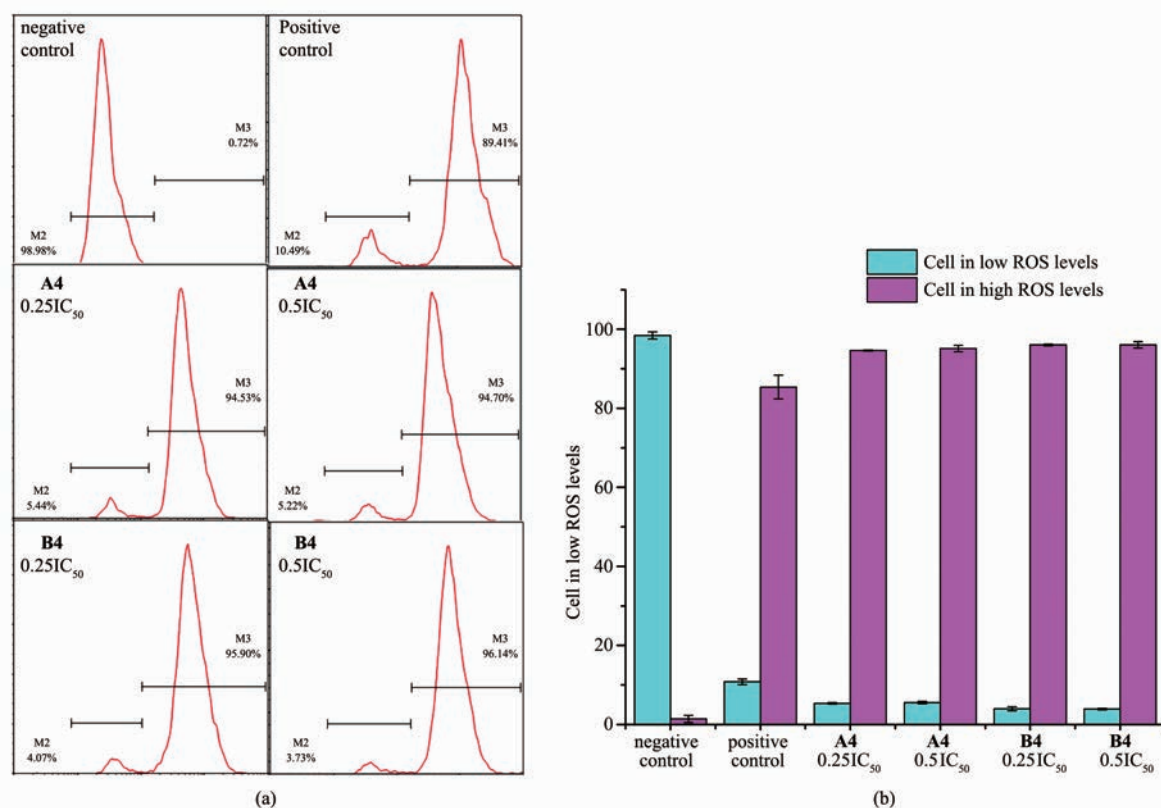 negative
control
M3
0.72%
M2
98.98%
Positive
control
M3
89.41%
M2
10.49%
A4
0.25IC₅₀
M3
94.53%
M2
5.44%
A4
0.5IC₅₀
M3
94.70%
M2
5.22%
B4
0.25IC₅₀
M3
95.90%
M2
4.07%
B4
0.5IC₅₀
M3
96.14%
M2
3.73%
(a)
Cell in low ROS levels
Cell in high ROS levels
Cell in low ROS levels
100
80
60
40
20
0
negative
control
positive
control
A4
0.25IC₅₀
A4
0.5IC₅₀
B4
0.25IC₅₀
B4
0.5IC₅₀
(b)